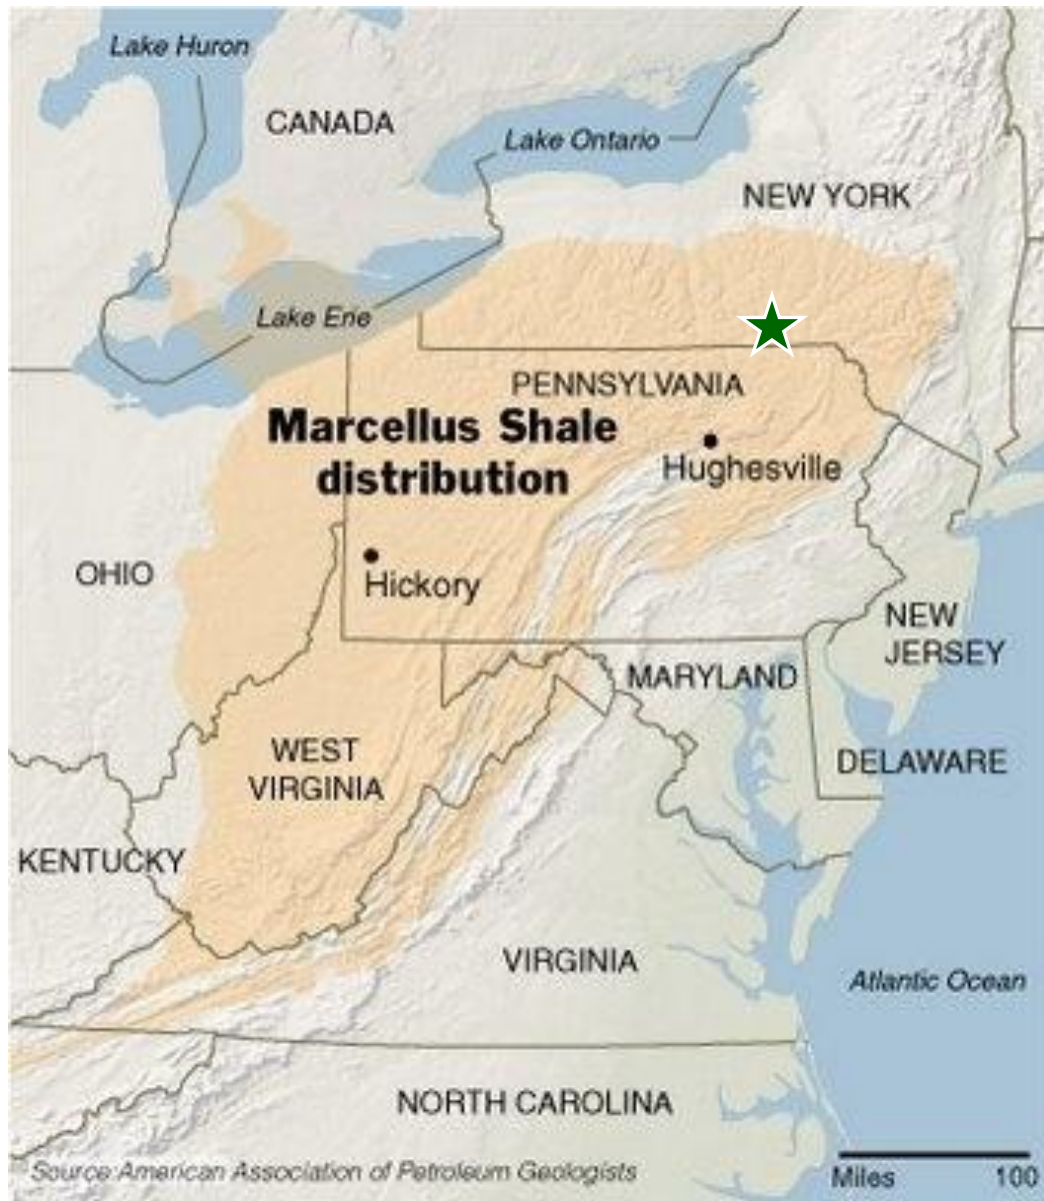 Lake Huron
CANADA
Lake Ontario
NEW YORK
Lake Erie
PENNSYLVANIA
Marcellus Shale
distribution
Hughesville
OHIO
Hickory
NEW
JERSEY
MARYLAND
WEST
VIRGINIA
DELAWARE
KENTUCKY
VIRGINIA
Atlantic Ocean
NORTH CAROLINA
Source:American Association of Petroleum Geologists
Miles 100